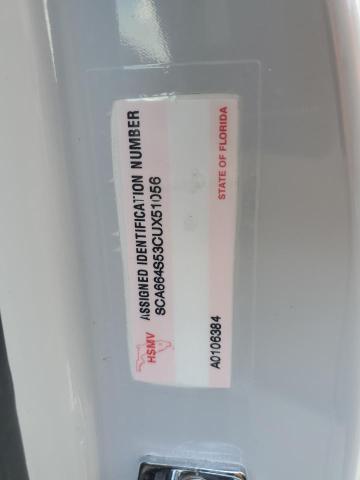 ASSIGNED IDENTIFICATION NUMBER
SCA664S53CUX51056
HSMV
A0106384
STATE OF FLORIDA